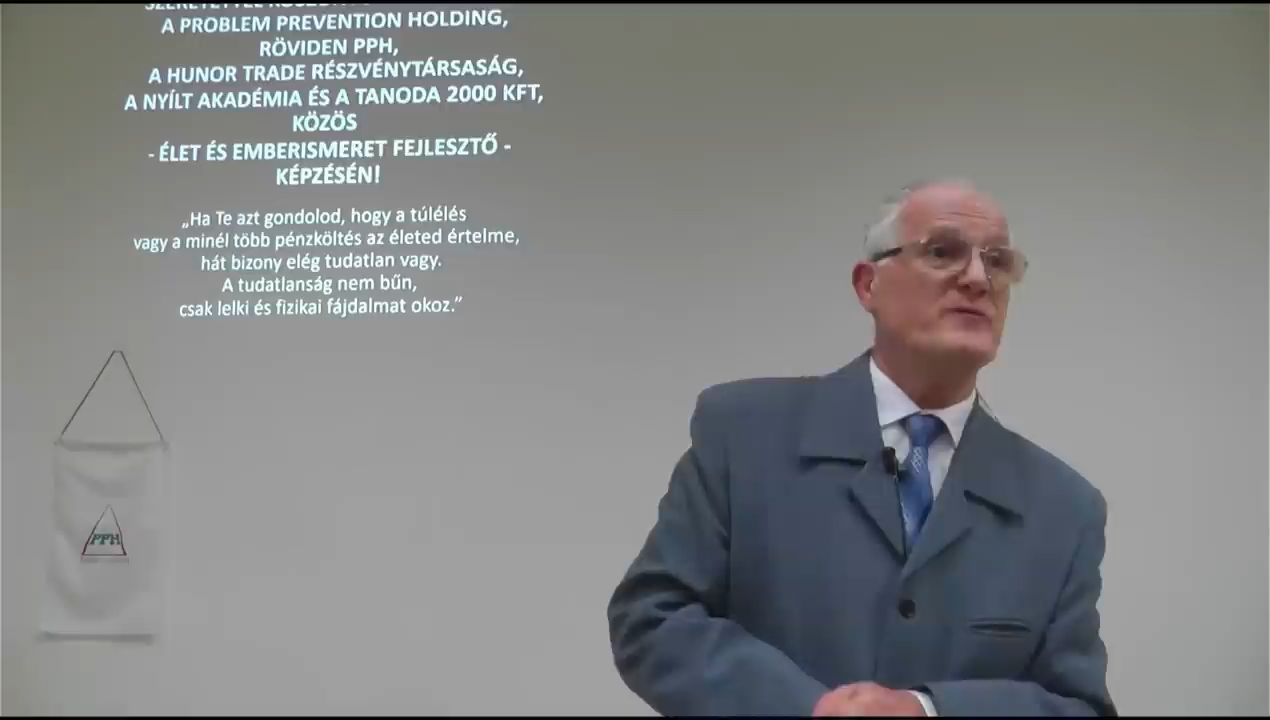 A PROBLEM PREVENTION HOLDING,
RÖVIDEN PPH,
A HUNOR TRADE RÉSZVÉNYTÁRSASÁG,
A NYÍLT AKADÉMIA ÉS A TANODA 2000 KFT,
KÖZÖS
- ÉLET ÉS EMBERISMERET FEJLESZTŐ -
KÉPZÉSÉN!
„Ha Te azt gondolod, hogy a túlélés
vagy a minél több pénzköltés az életed értelme,
hát bizony elég tudatlan vagy.
A tudatlanság nem bűn,
csak lelki és fizikai fájdalmat okoz.”
PPH